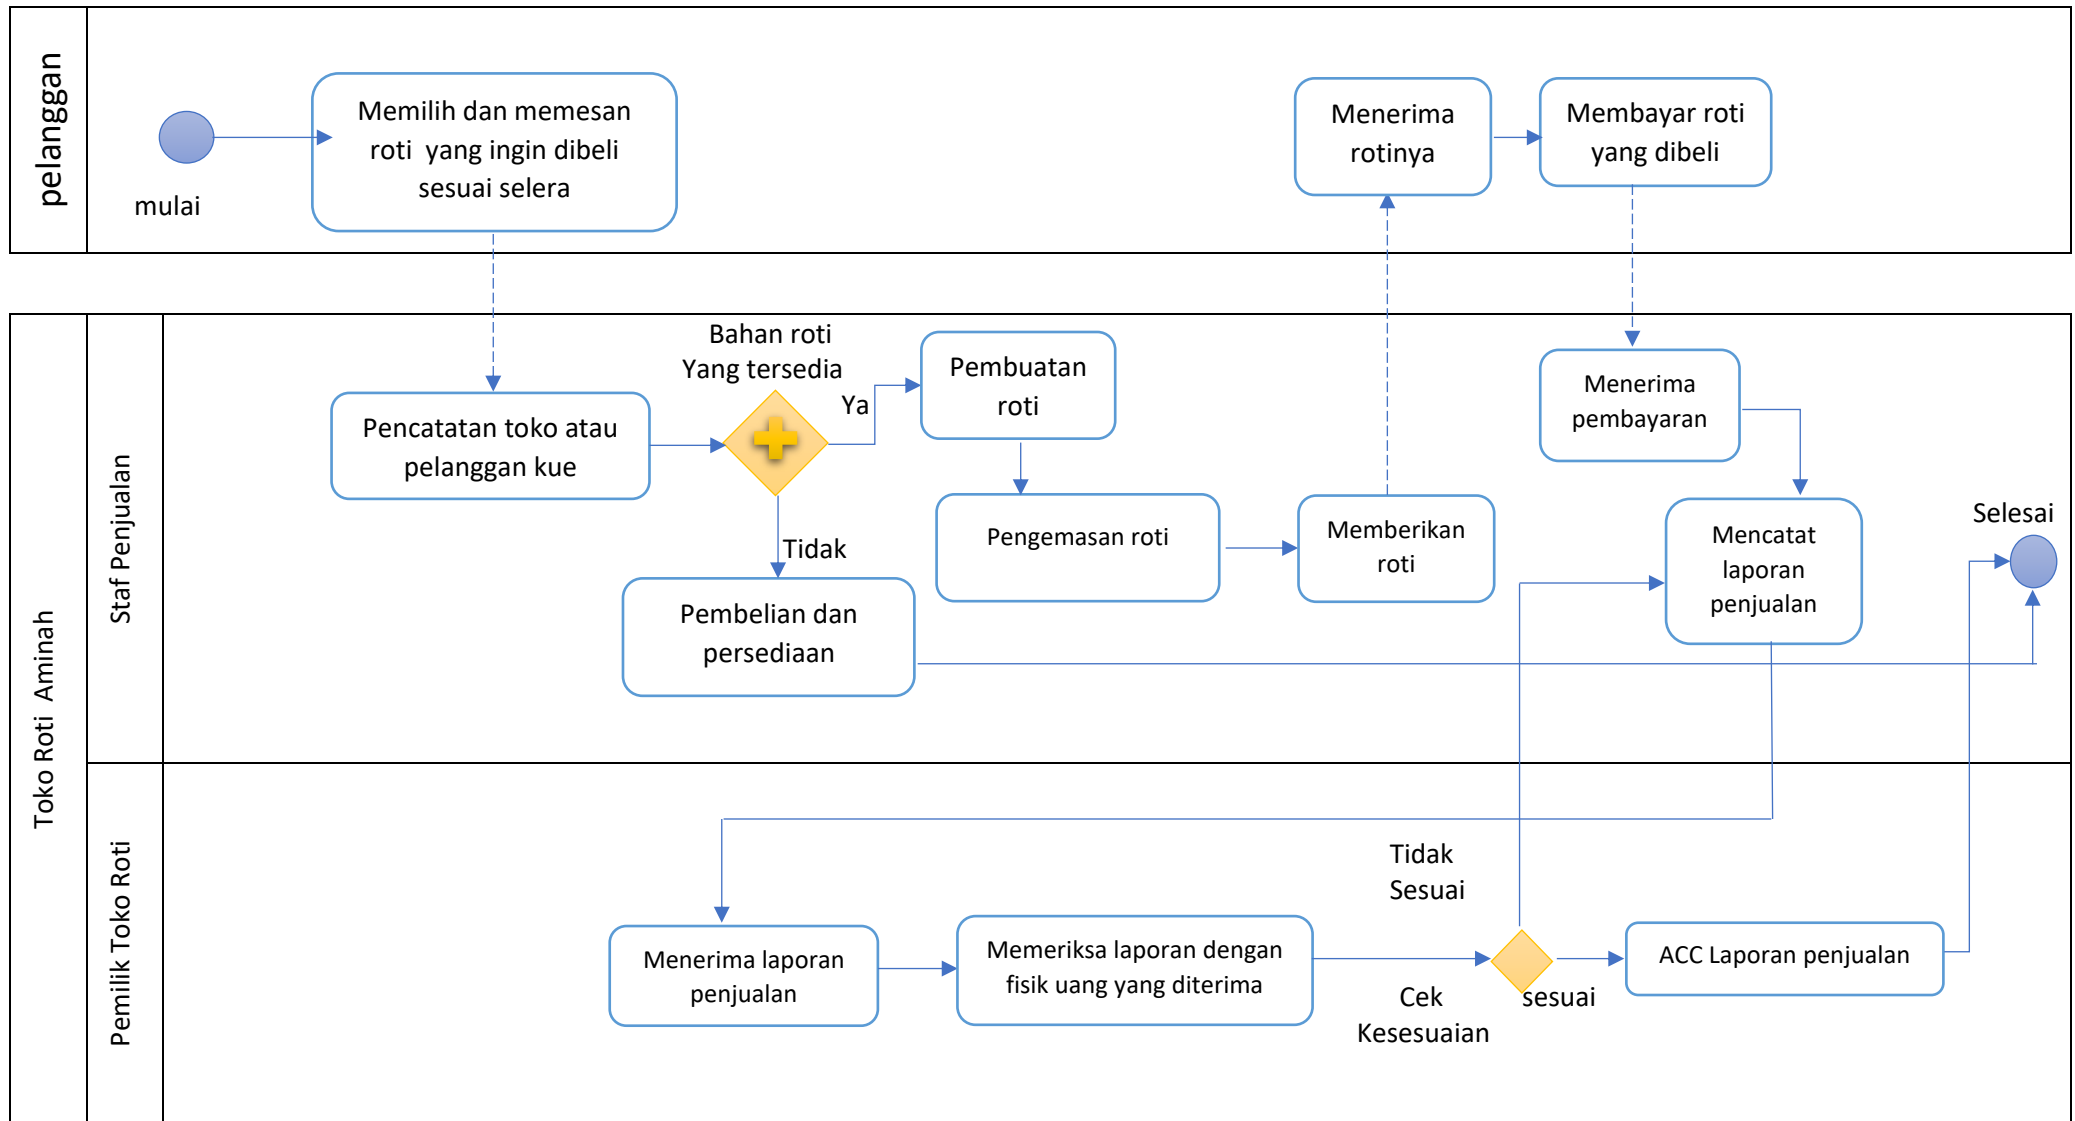 pelanggan
mulai
Memilih dan memesan
roti  yang ingin dibeli
sesuai selera
Menerima
rotinya
Membayar roti
yang dibeli
Toko Roti  Aminah
Staf Penjualan
Pencatatan toko atau
pelanggan kue
Bahan roti
Yang tersedia
Ya
Tidak
Pembuatan
roti
Pengemasan roti
Memberikan
roti
Pembelian dan
persediaan
Menerima
pembayaran
Mencatat
laporan
penjualan
Selesai
Pemilik Toko Roti
Menerima laporan
penjualan
Memeriksa laporan dengan
fisik uang yang diterima
Cek
Kesesuaian
Tidak
Sesuai
sesuai
ACC Laporan penjualan